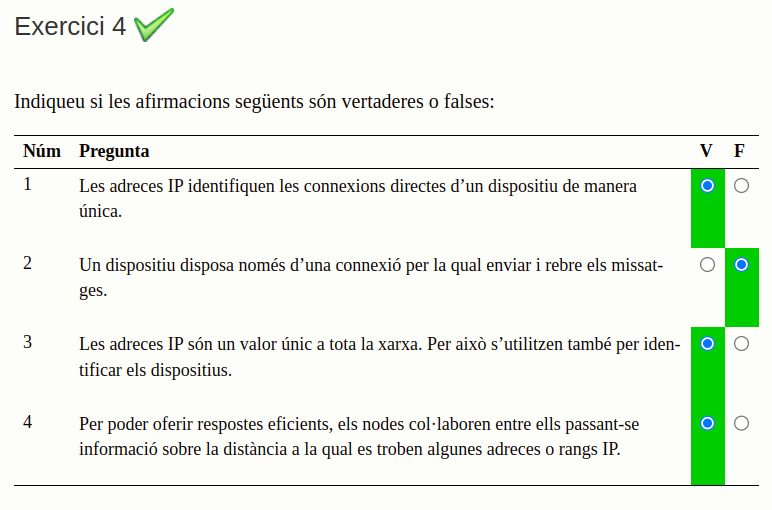 Exercici 4
Indiqueu si les afirmacions següents són vertaderes o falses:
Núm Pregunta V F
1 Les adreces IP identifiquen les connexions directes d’un dispositiu de manera
única.
2 Un dispositiu disposa només d’una connexió per la qual enviar i rebre els missat-
ges.
3 Les adreces IP són un valor únic a tota la xarxa. Per això s’utilitzen també per iden-
tificar els dispositius.
4 Per poder oferir respostes eficients, els nodes col·laboren entre ells passant-se
informació sobre la distància a la qual es troben algunes adreces o rangs IP.